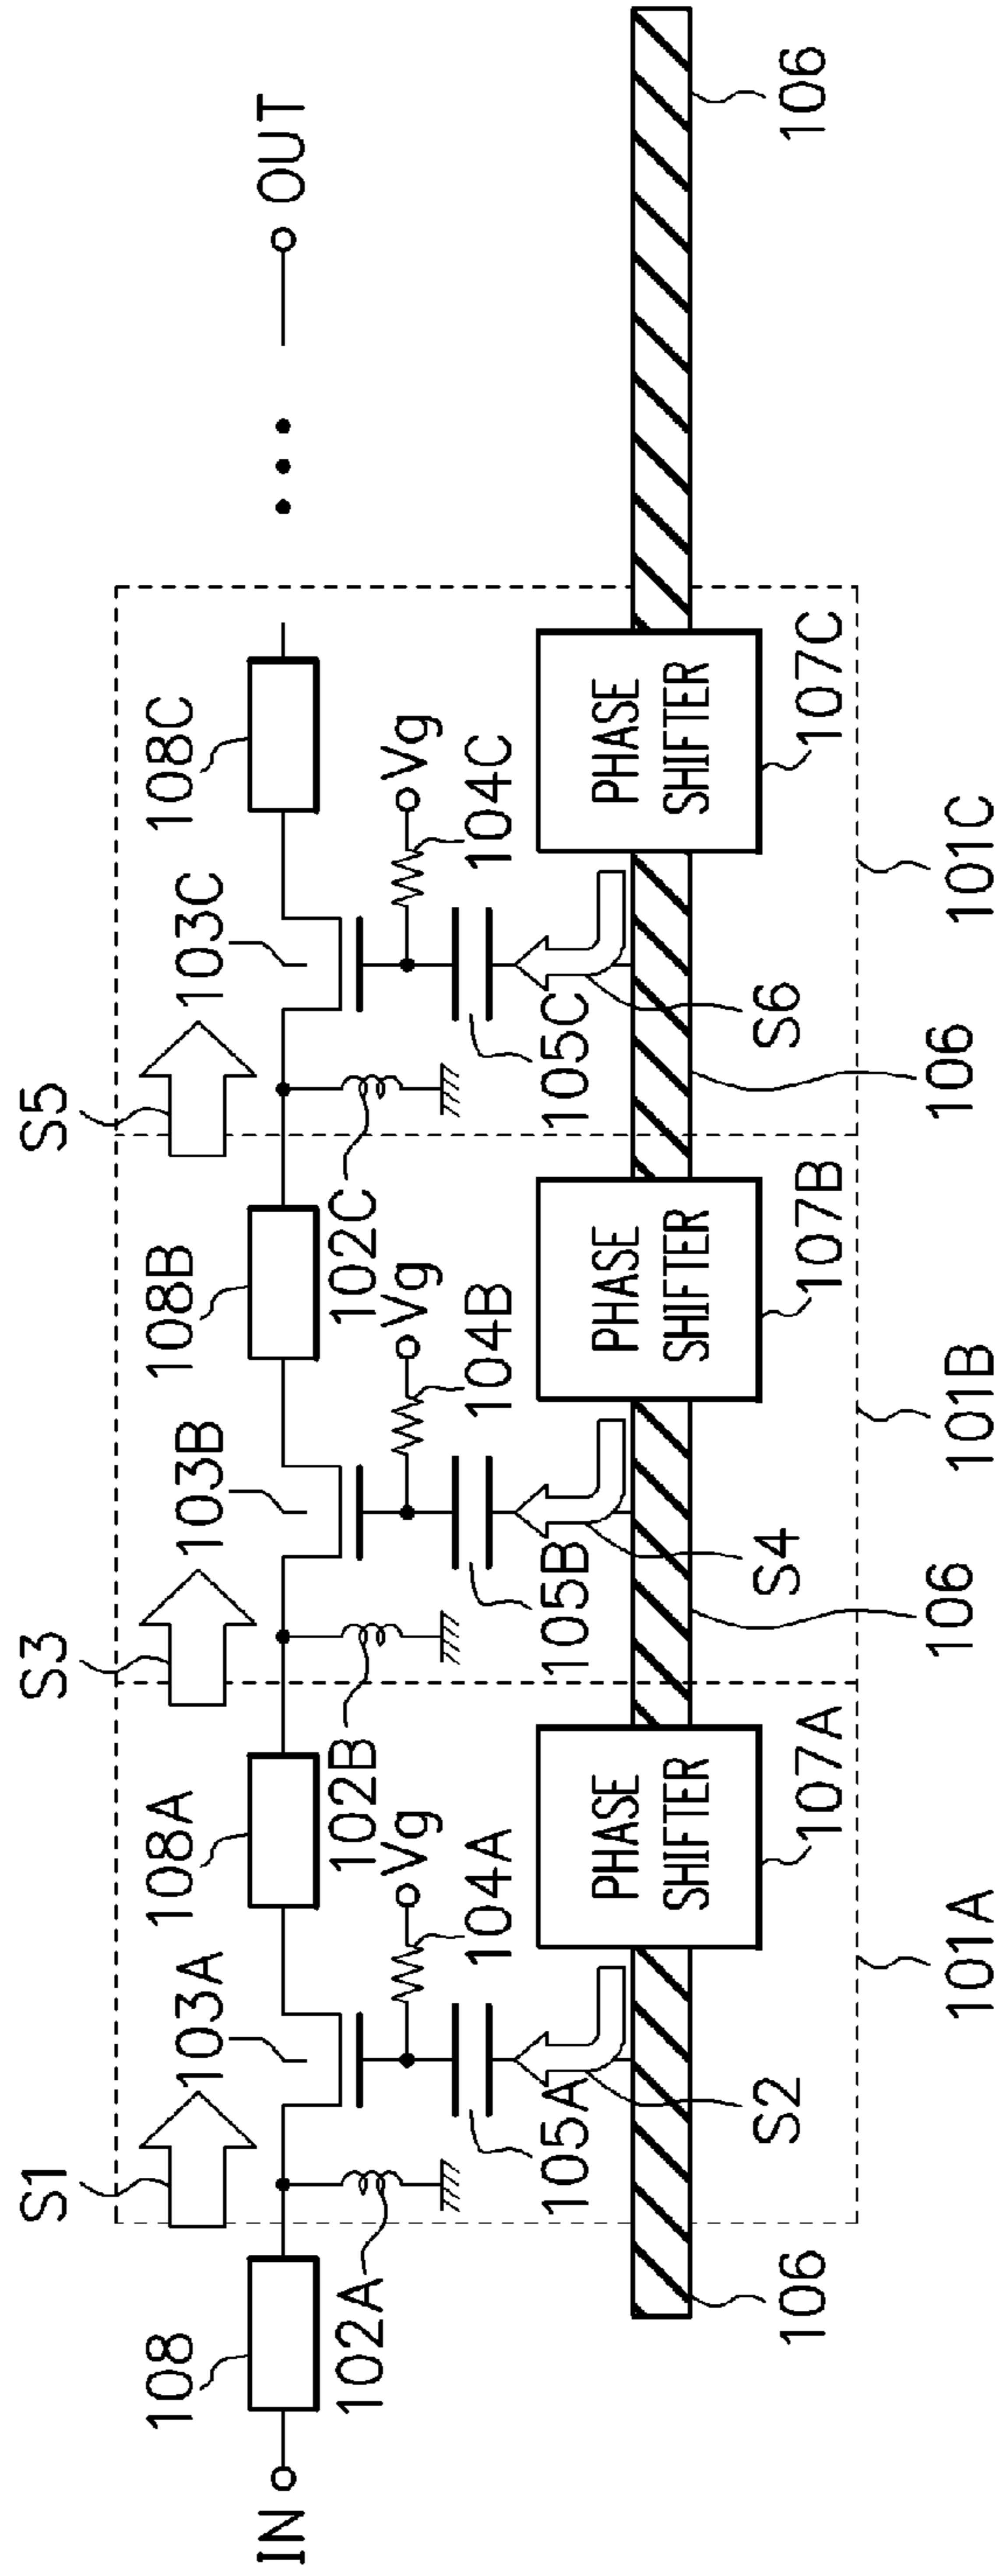 S1
S3
S5
108
103A
108A
103B
108B
103C
108C
IN
OUT
102A
Vg
102B
Vg
102C
Vg
104A
104B
104C
105A
105B
105C
PHASE
SHIFTER
PHASE
SHIFTER
PHASE
SHIFTER
106
S2
107A
S4
107B
S6
107C
106
106
106
101A
101B
101C